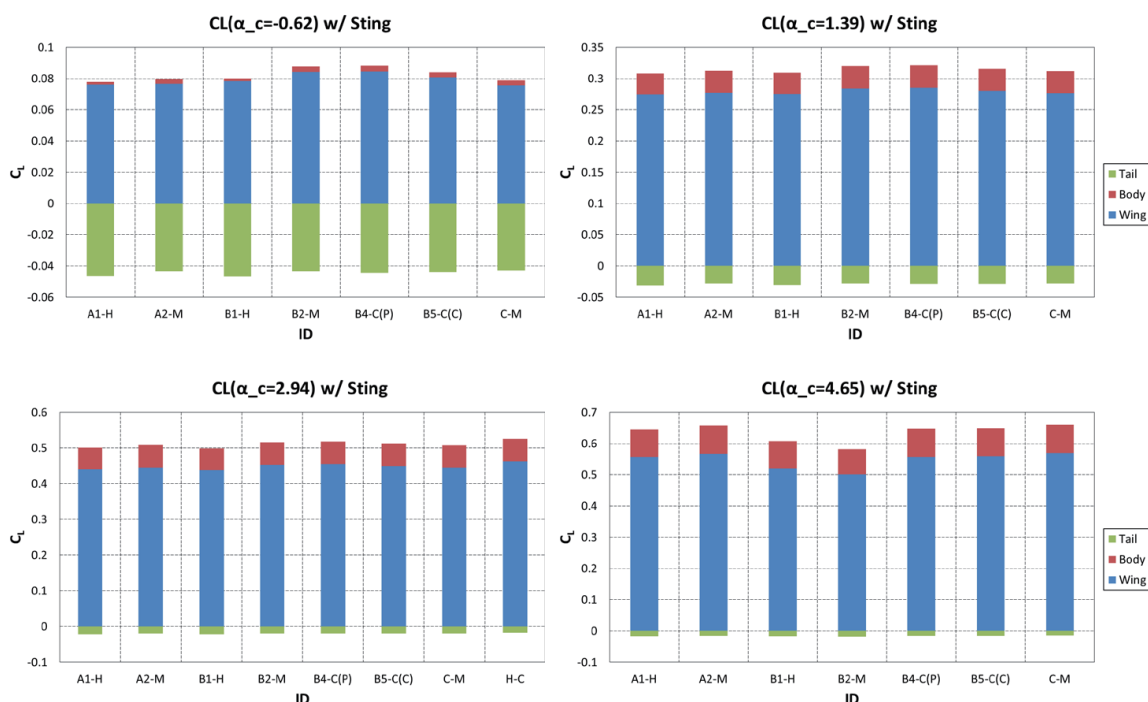 CL(α_c=-0.62) w/ Sting
0.1
0.08
0.06
0.04
0.02
0
-0.02
-0.04
-0.06
C_L
A1-H A2-M B1-H B2-M B4-C(P) B5-C(C) C-M
ID
CL(α_c=1.39) w/ Sting
0.35
0.3
0.25
0.2
0.15
0.1
0.05
0
-0.05
C_L
A1-H A2-M B1-H B2-M B4-C(P) B5-C(C) C-M
ID
Tail
Body
Wing
CL(α_c=2.94) w/ Sting
0.6
0.5
0.4
0.3
0.2
0.1
0
-0.1
C_L
A1-H A2-M B1-H B2-M B4-C(P) B5-C(C) C-M H-C
ID
CL(α_c=4.65) w/ Sting
0.7
0.6
0.5
0.4
0.3
0.2
0.1
0
-0.1
C_L
A1-H A2-M B1-H B2-M B4-C(P) B5-C(C) C-M
ID
Tail
Body
Wing